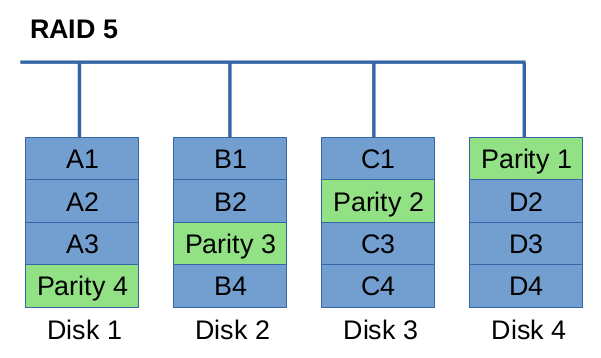 RAID 5
A1 B1 C1 Parity 1
A2 B2 Parity 2 D2
A3 Parity 3 C3 D3
Parity 4 B4 C4 D4
Disk 1 Disk 2 Disk 3 Disk 4